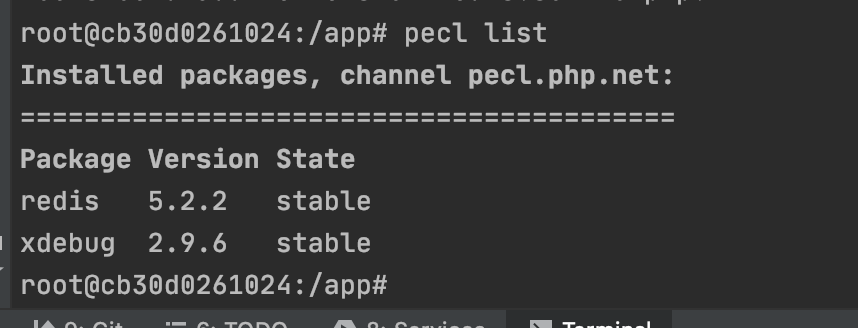 root@cb30d0261024:/app# pecl list
Installed packages, channel pecl.php.net:
=========================================
Package Version State
redis   5.2.2   stable
xdebug  2.9.6   stable
root@cb30d0261024:/app#
9: Git 6: TODO 8: Services Terminal